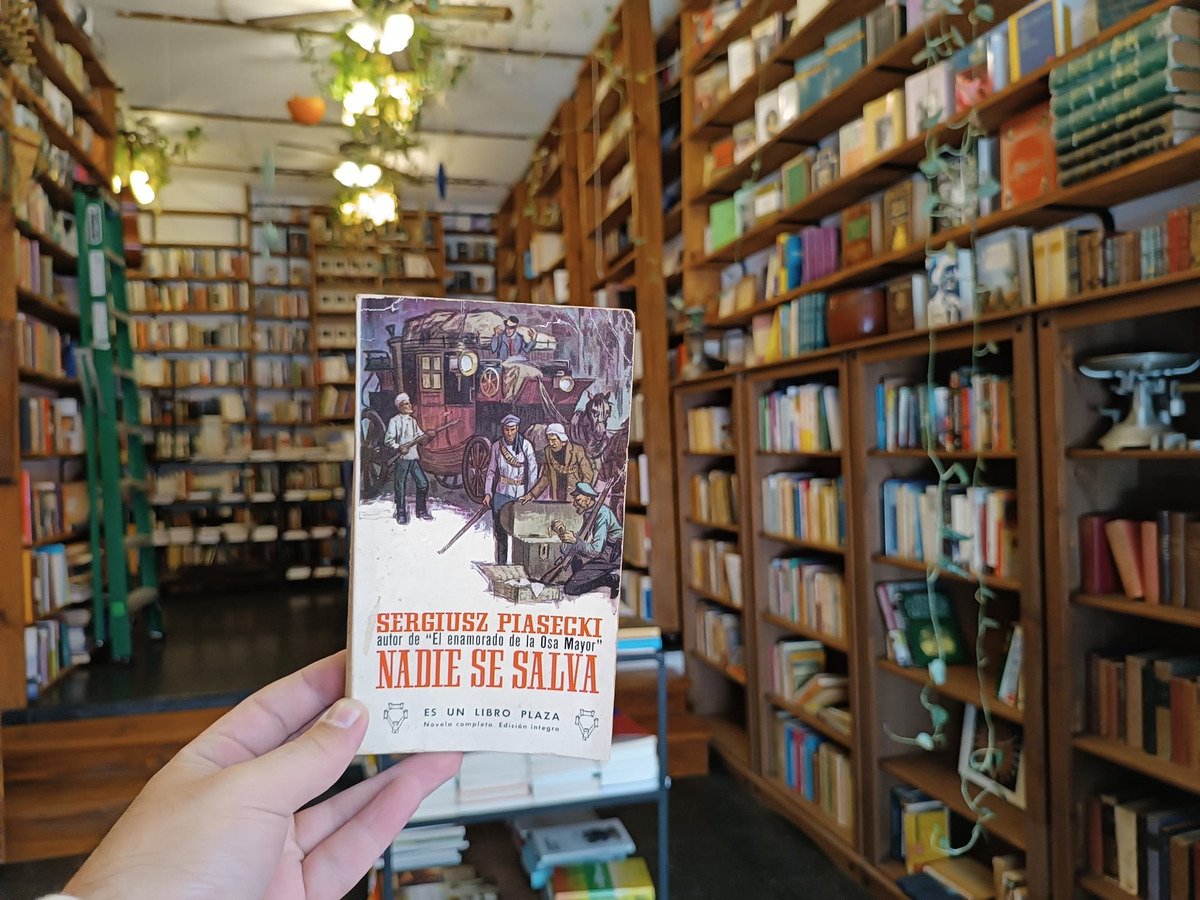 SERGIUSZ PIASECKI
autor de "El enamorado de la Osa Mayor"
NADIE SE SALVA
ES UN LIBRO PLAZA
Novela completa. Edición íntegra